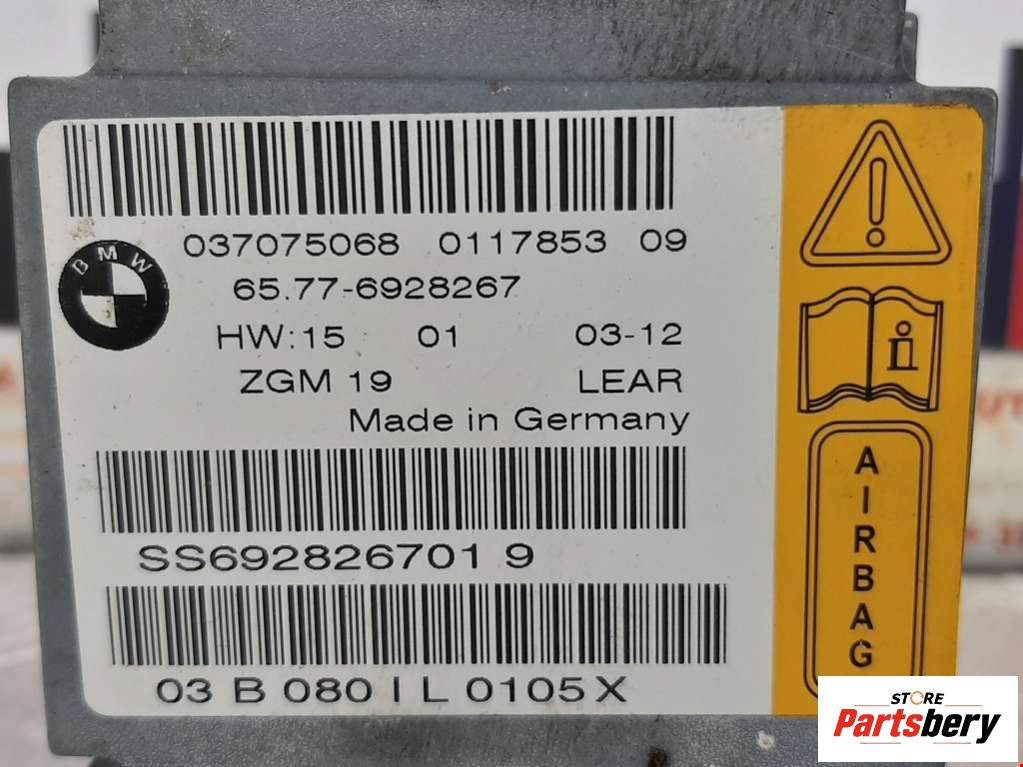 037075068 0117853 09
BMW
65.77-6928267
HW:15 01 03-12
ZGM 19 LEAR
Made in Germany
SS692826701 9
03 B 080 I L 0105 X
AIRBAG
STORE
Partsbery